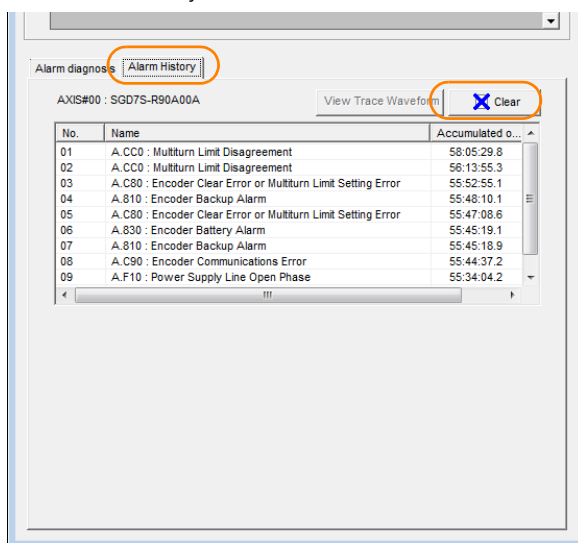 Alarm diagnosis Alarm History
AXIS#00 : SGD7S-R90A00A View Trace Waveform Clear
No. Name Accumulated o...
01 A.CC0 : Multiturn Limit Disagreement 58:05:29.8
02 A.CC0 : Multiturn Limit Disagreement 56:13:55.3
03 A.C80 : Encoder Clear Error or Multiturn Limit Setting Error 55:52:55.1
04 A.810 : Encoder Backup Alarm 55:48:10.1
05 A.C80 : Encoder Clear Error or Multiturn Limit Setting Error 55:47:08.6
06 A.830 : Encoder Battery Alarm 55:45:19.1
07 A.810 : Encoder Backup Alarm 55:45:18.9
08 A.C90 : Encoder Communications Error 55:44:37.2
09 A.F10 : Power Supply Line Open Phase 55:34:04.2